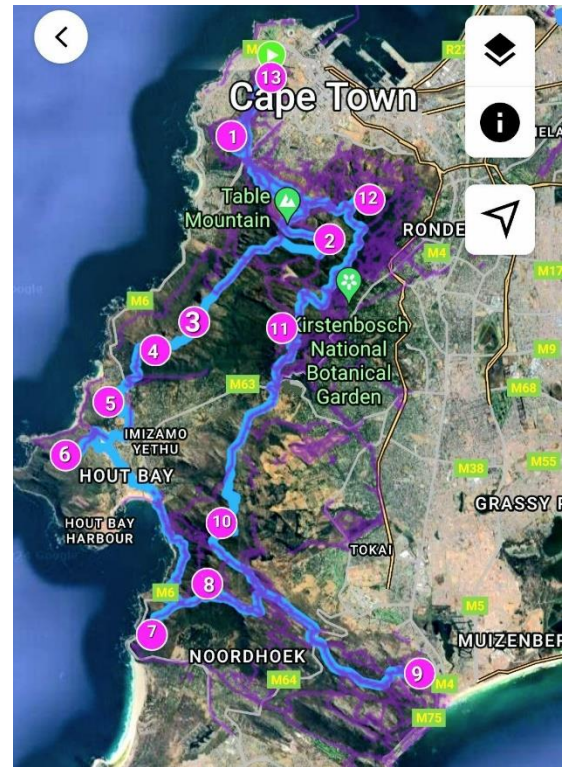 R27
13
Cape Town
1
Table
Mountain
12
2
RONDE
M4
M6
3
Kirstenbosch
National
Botanical
Garden
11
M17
4
M9
M63
M68
5
IMIZAMO
YETHU
6
HOUT BAY
M38
M55
HOUT BAY
HARBOUR
10
GRASSY
TOKAI
8
M6
M5
7
MUIZENBER
NOORDHOEK
9
M64
M4
M75